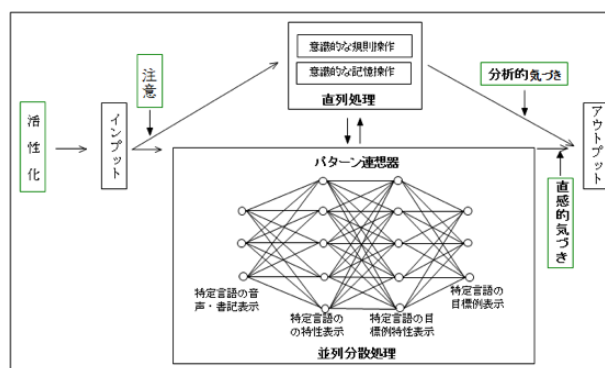 意識的な規則操作
意識的な記憶操作
直列処理
注意
分析的気づき
活性化
インプット
アウトプット
パターン連想器
直感的気づき
特定言語の音
声・書記表示
特定言語の
の特性表示
特定言語の目
標例特性表示
特定言語の
目標例表示
並列分散処理